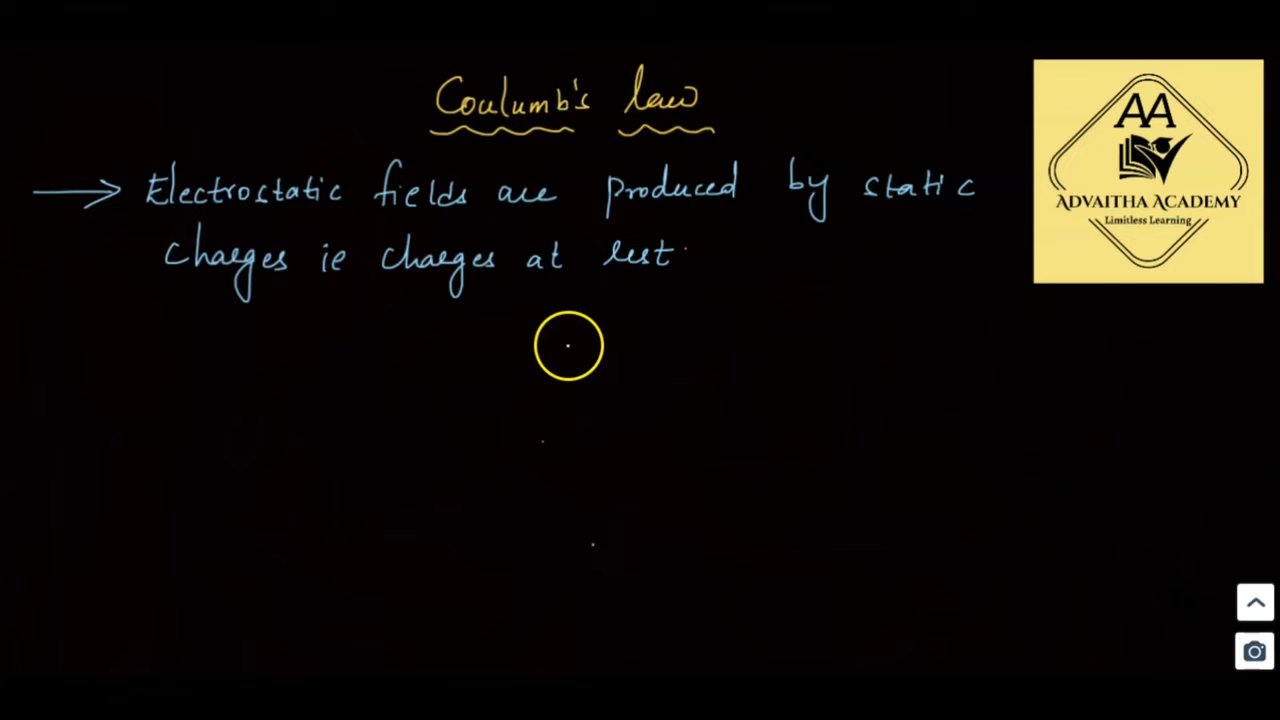 Coulumb's law
→ Electrostatic fields are produced by static
charges ie charges at rest.
AA
ADVAITHA ACADEMY
Limitless Learning